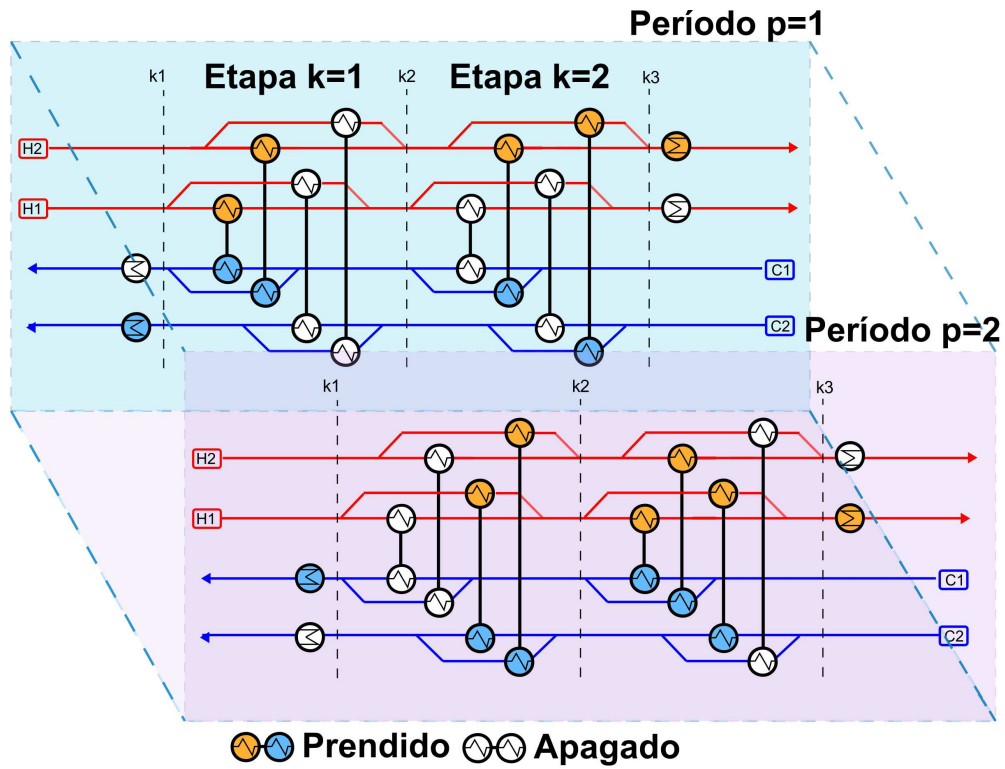 Período p=1
k1
Etapa k=1
k2
Etapa k=2
k3
H2
H1
C1
C2
Período p=2
k1
k2
k3
H2
H1
C1
C2
Prendido
Apagado